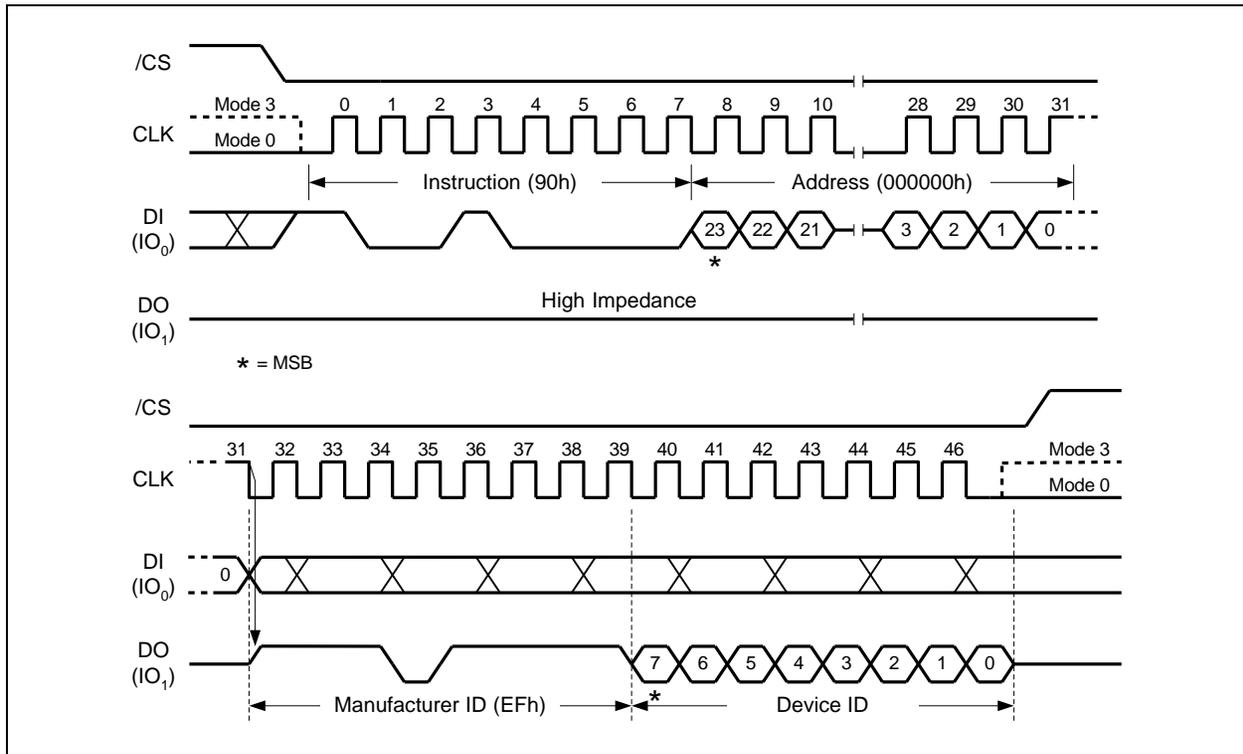 /CS
Mode 3
0 1 2 3 4 5 6 7 8 9 10 28 29 30 31
CLK
Mode 0
Instruction (90h)
Address (000000h)
DI
(IO0)
23 22 21 3 2 1 0
*
High Impedance
DO
(IO1)
* = MSB
/CS
31 32 33 34 35 36 37 38 39 40 41 42 43 44 45 46
Mode 3
CLK
Mode 0
DI
(IO0)
0
DO
(IO1)
7 6 5 4 3 2 1 0
*
Manufacturer ID (EFh)
Device ID